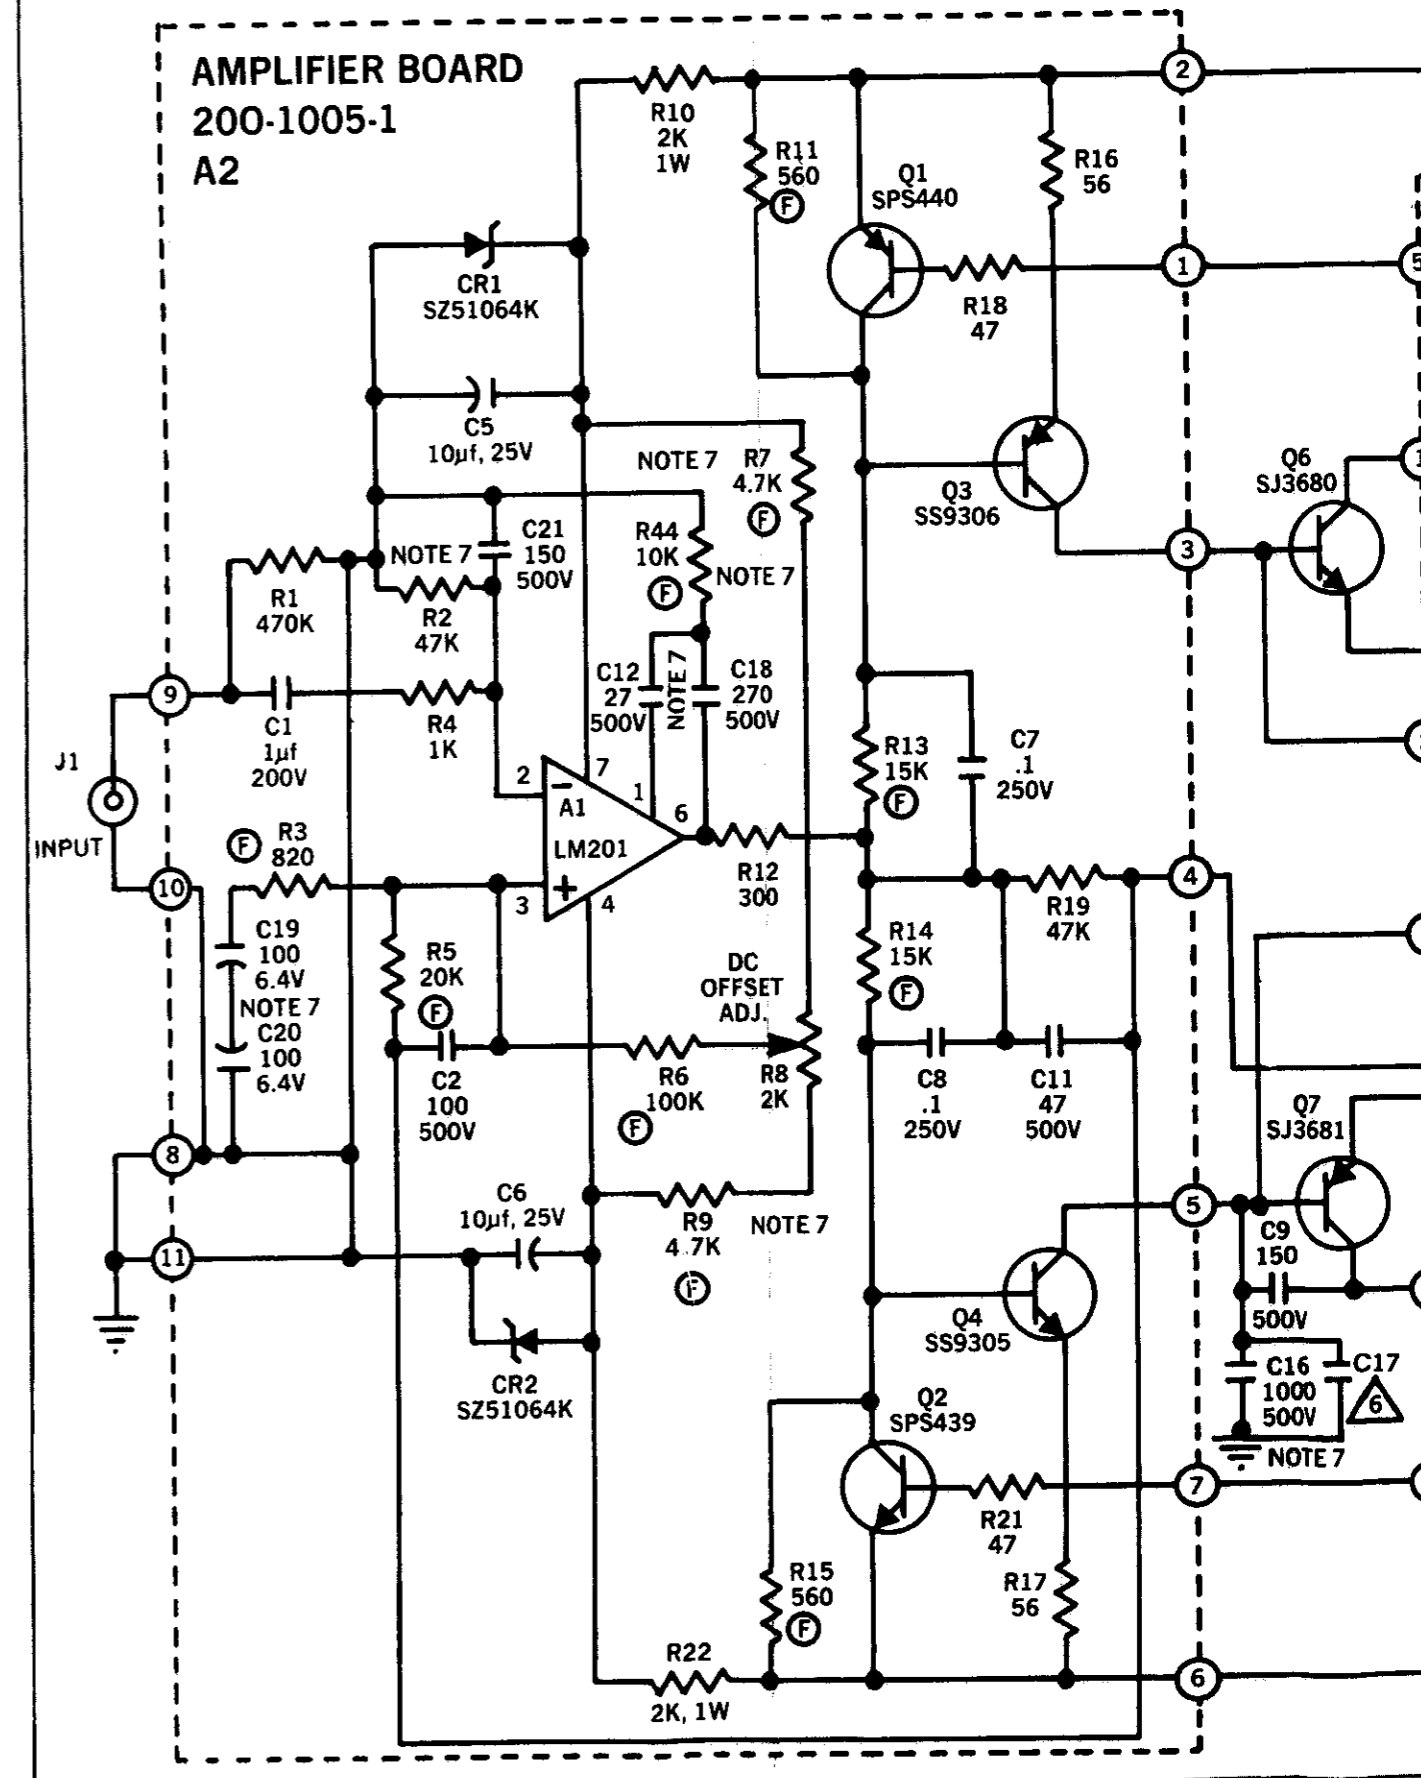 AMPLIFIER BOARD
200-1005-1
A2
R10
2K
1W
R11
560
F
Q1
SPS440
R16
56
2
CR1
SZ51064K
R18
47
1
5
C5
10µf, 25V
NOTE 7
R7
4.7K
F
Q3
SS9306
Q6
SJ3680
1
R1
470K
NOTE 7
C21
150
500V
R2
47K
R44
10K
F
NOTE 7
3
9
C1
1µf
200V
R4
1K
C12
27
500V
NOTE 7
C18
270
500V
R13
15K
F
C7
.1
250V
J1
INPUT
2
7
1
6
A1
LM201
3
4
−
+
F
R3
820
R12
300
10
R19
47K
4
C19
100
6.4V
NOTE 7
C20
100
6.4V
R5
20K
F
R14
15K
F
DC
OFFSET
ADJ.
C2
100
500V
R6
100K
F
R8
2K
C8
.1
250V
C11
47
500V
Q7
SJ3681
8
C6
10µf, 25V
R9
4.7K
F
NOTE 7
5
C9
150
500V
11
Q4
SS9305
CR2
SZ51064K
C16
1000
500V
C17
6
NOTE 7
Q2
SPS439
R21
47
7
R15
560
F
R17
56
R22
2K, 1W
6